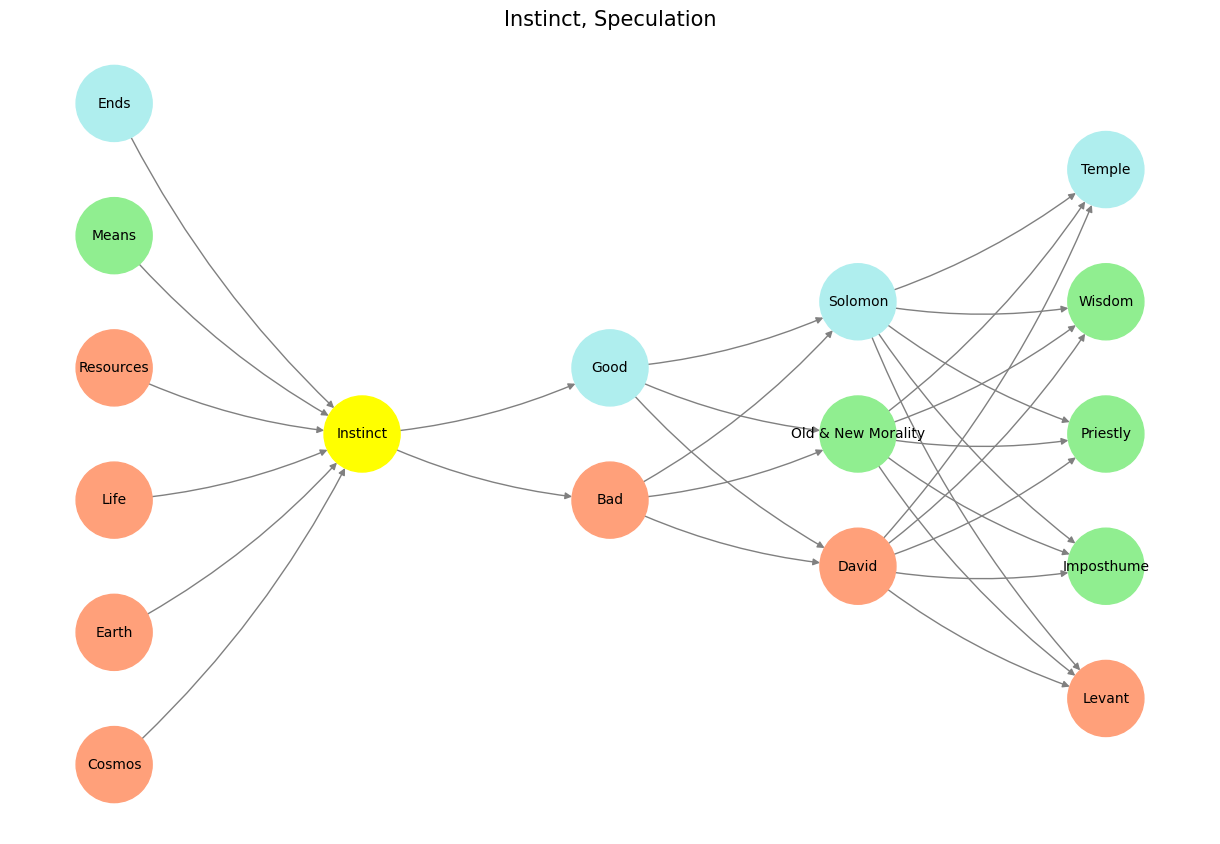 Instinct, Speculation
Ends
Means
Resources
Life
Earth
Cosmos
Instinct
Good
Bad
Solomon
Old & New Morality
David
Temple
Wisdom
Priestly
Imposthume
Levant